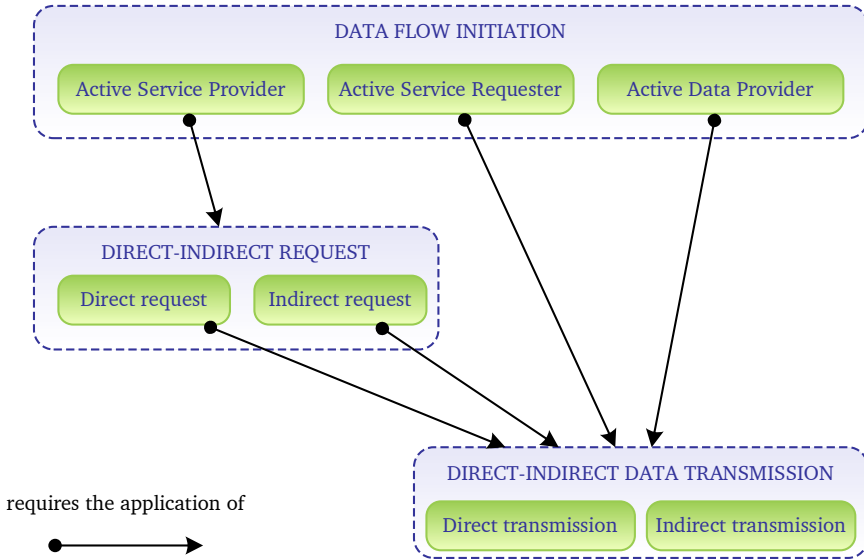 DATA FLOW INITIATION
Active Service Provider
Active Service Requester
Active Data Provider
DIRECT-INDIRECT REQUEST
Direct request
Indirect request
DIRECT-INDIRECT DATA TRANSMISSION
Direct transmission
Indirect transmission
requires the application of